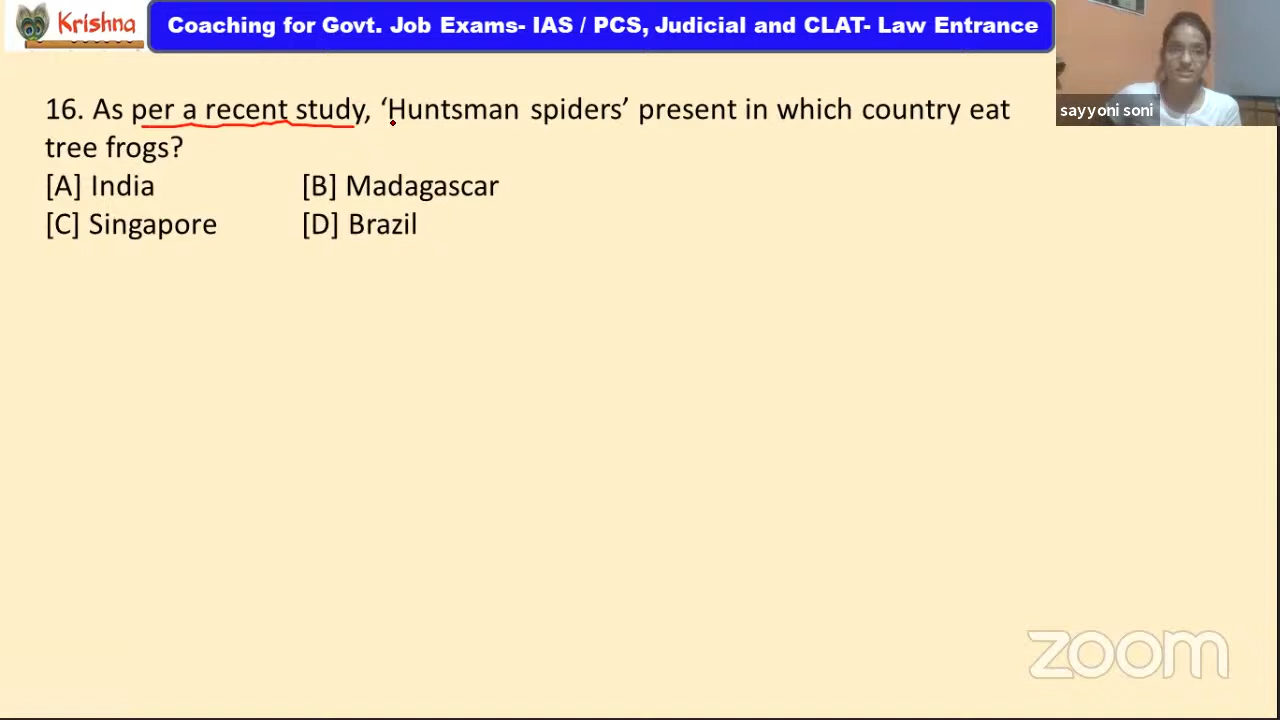 Krishna
Coaching for Govt. Job Exams- IAS / PCS, Judicial and CLAT- Law Entrance
sayyoni soni
16. As per a recent study, ‘Huntsman spiders’ present in which country eat
tree frogs?
[A] India [B] Madagascar
[C] Singapore [D] Brazil
zoom